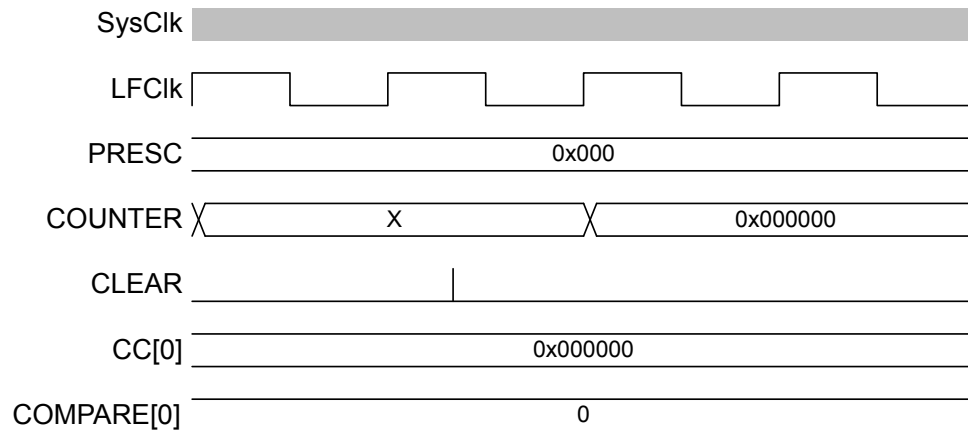 SysClk
LFClk
PRESC 0x000
COUNTER X 0x000000
CLEAR
CC[0] 0x000000
COMPARE[0] 0